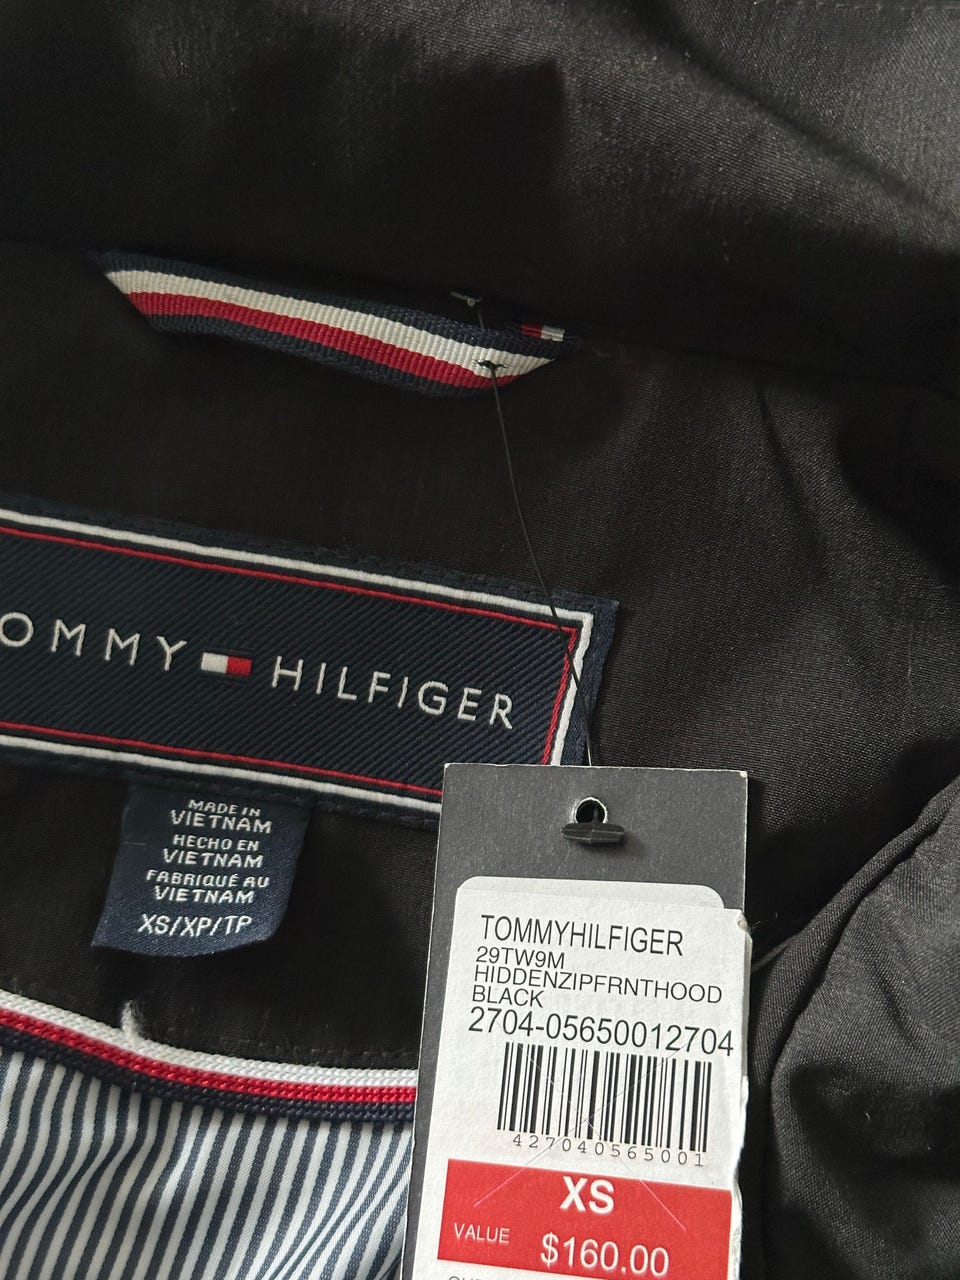 TOMMY HILFIGER
MADE IN
VIETNAM
HECHO EN
VIETNAM
FABRIQUÉ AU
VIETNAM
XS/XP/TP
TOMMYHILFIGER
29TW9M
HIDDENZIPFRNTHOOD
BLACK
2704-05650012704
427040565001
XS
VALUE $160.00